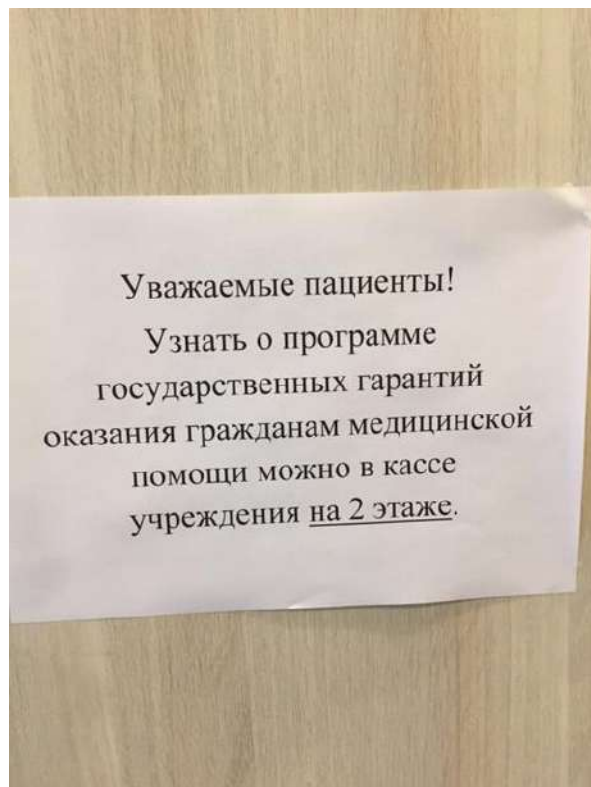 Уважаемые пациенты!
Узнать о программе
государственных гарантий
оказания гражданам медицинской
помощи можно в кассе
учреждения на 2 этаже.